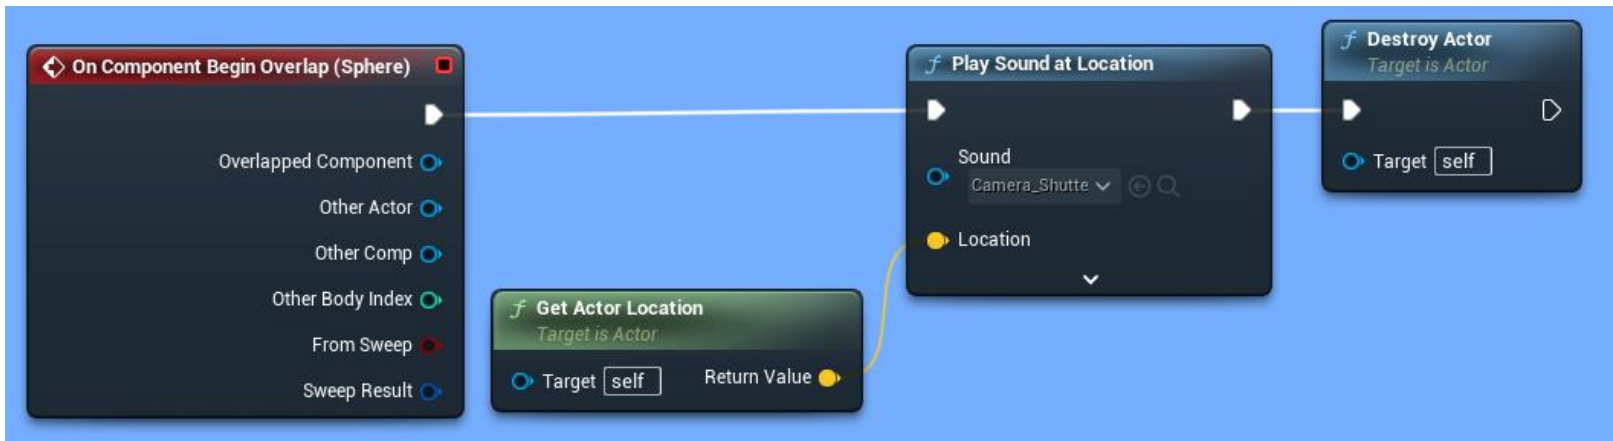 On Component Begin Overlap (Sphere)
Overlapped Component
Other Actor
Other Comp
Other Body Index
From Sweep
Sweep Result
f Get Actor Location
Target is Actor
Target self
Return Value
f Play Sound at Location
Sound
Camera_Shutte
Location
f Destroy Actor
Target is Actor
Target self